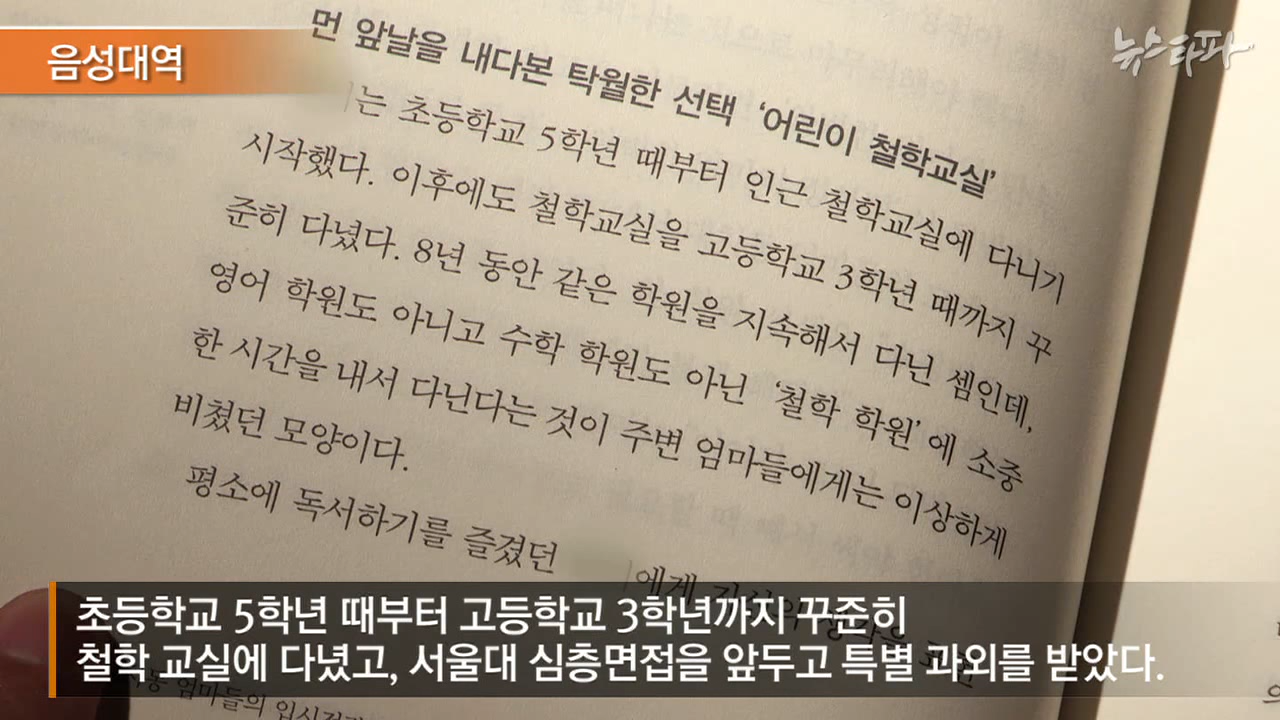 음성대역
뉴스타파
먼 앞날을 내다본 탁월한 선택 ‘어린이 철학교실’
는 초등학교 5학년 때부터 인근 철학교실에 다니기
시작했다. 이후에도 철학교실을 고등학교 3학년 때까지 꾸
준히 다녔다. 8년 동안 같은 학원을 지속해서 다닌 셈인데,
영어 학원도 아니고 수학 학원도 아닌 ‘철학 학원’에 소중
한 시간을 내서 다닌다는 것이 주변 엄마들에게는 이상하게
비쳤던 모양이다.
평소에 독서하기를 즐겼던 에게
초등학교 5학년 때부터 고등학교 3학년까지 꾸준히
철학 교실에 다녔고, 서울대 심층면접을 앞두고 특별 과외를 받았다.
엄마들의